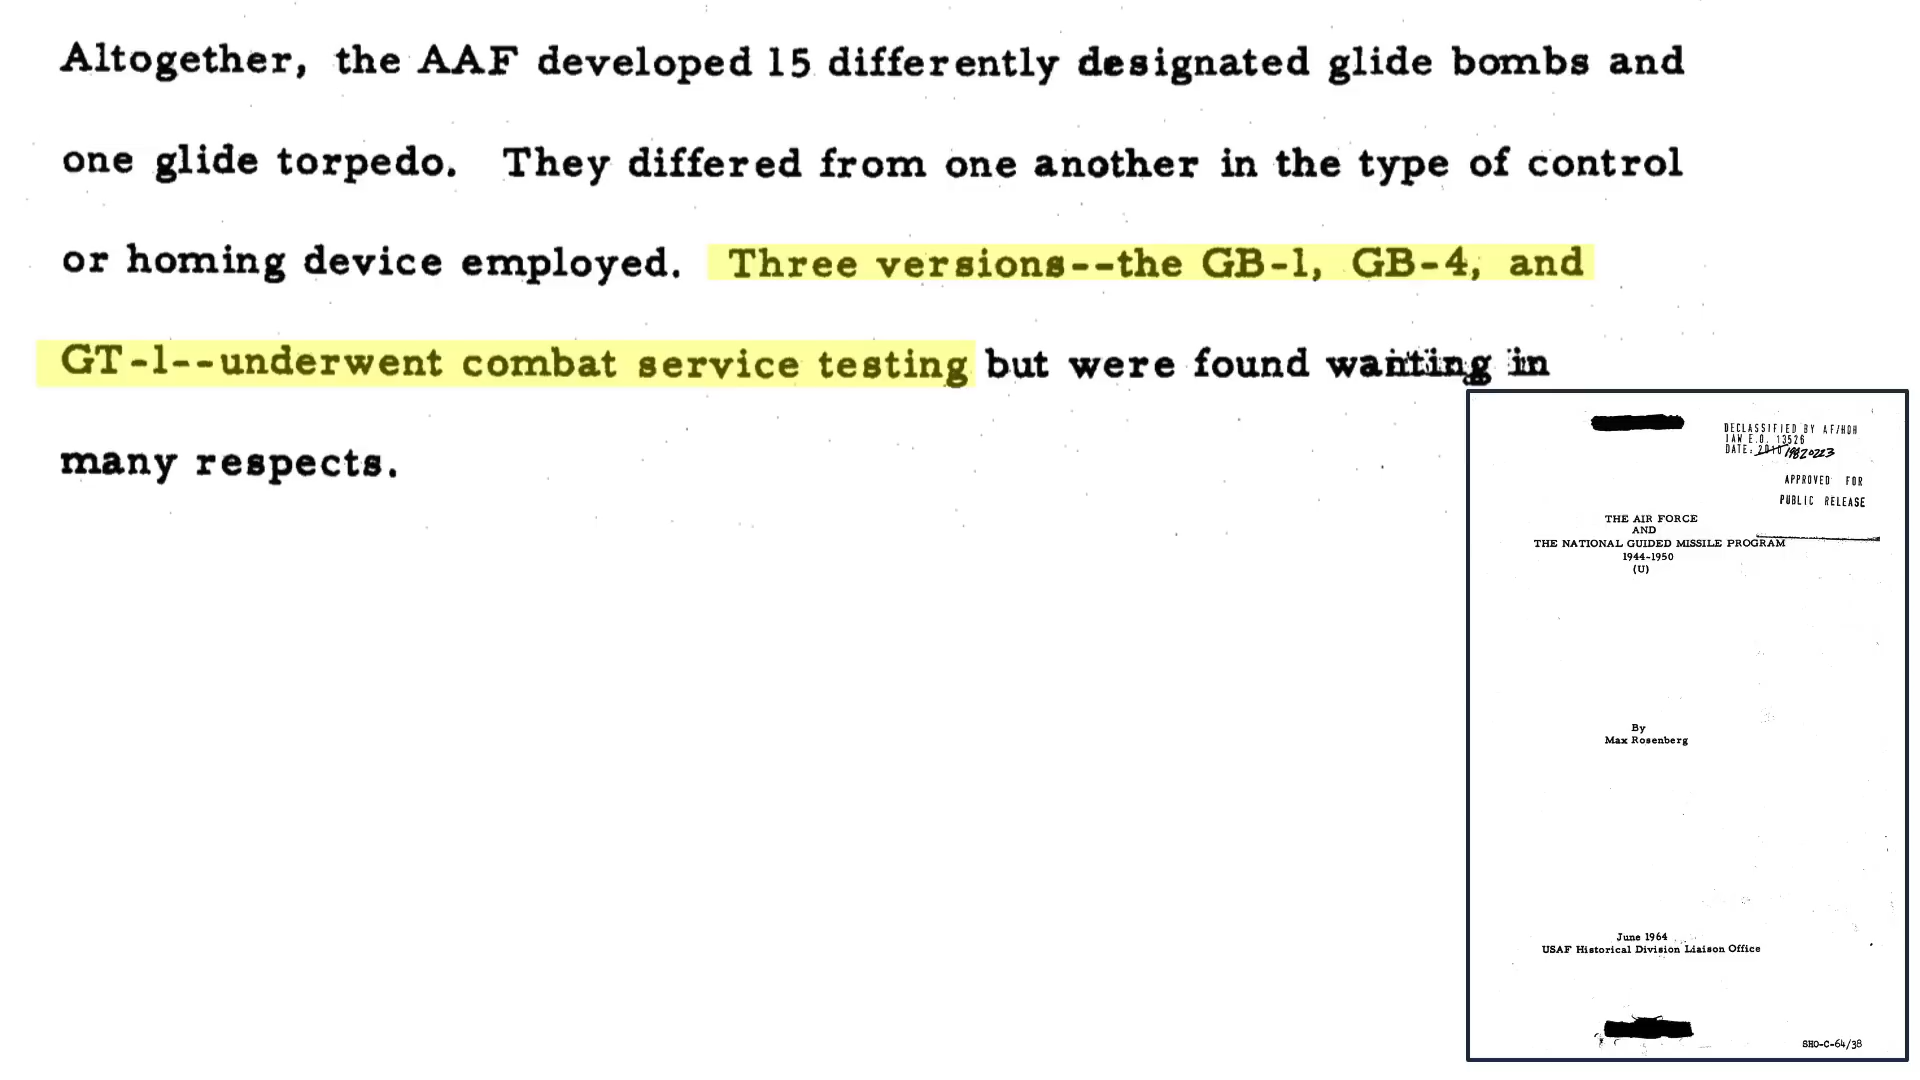 Altogether, the AAF developed 15 differently designated glide bombs and
one glide torpedo. They differed from one another in the type of control
or homing device employed. Three versions--the GB-1, GB-4, and
GT-1--underwent combat service testing but were found wanting in
many respects.
DECLASSIFIED BY AF/HOH
IAW E.O. 13526
DATE: 19820223
APPROVED FOR
PUBLIC RELEASE
THE AIR FORCE
AND
THE NATIONAL GUIDED MISSILE PROGRAM
1944-1950
(U)
By
Max Rosenberg
June 1964
USAF Historical Division Liaison Office
SHO-C-64/38